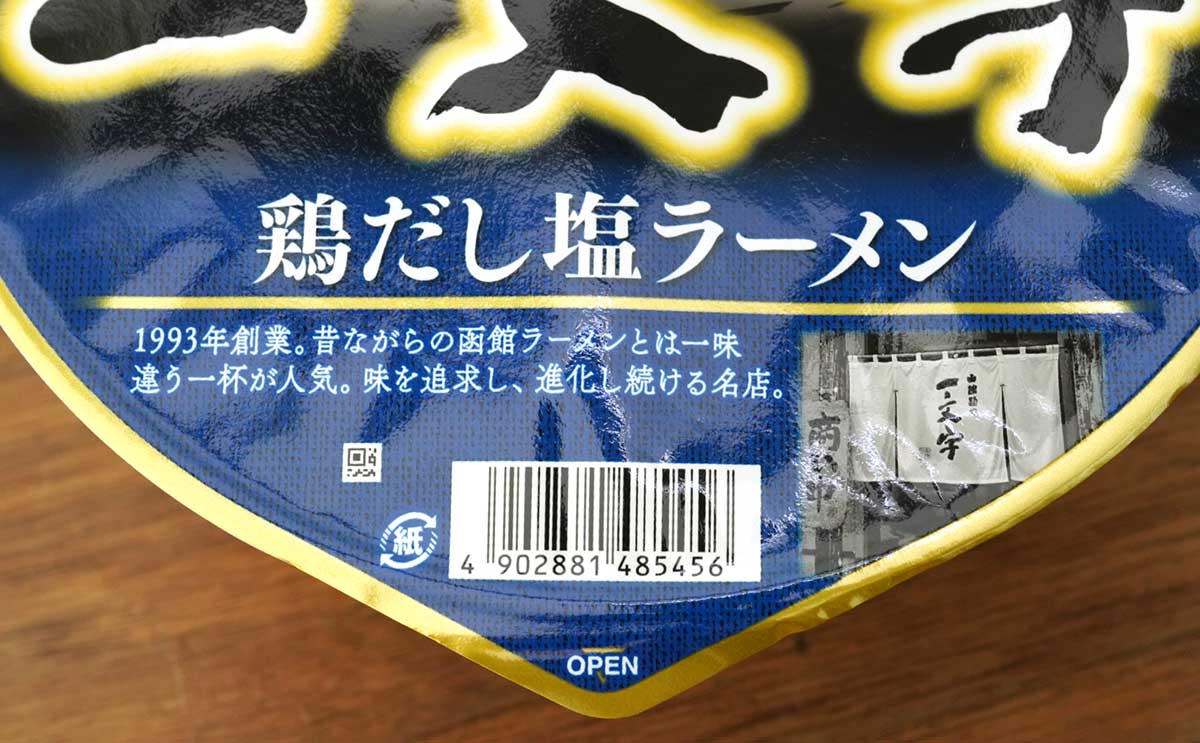 一文字
鶏だし塩ラーメン
1993年創業。昔ながらの函館ラーメンとは一味
違う一杯が人気。味を追求し、進化し続ける名店。
一文字
紙
4 902881 485456
OPEN